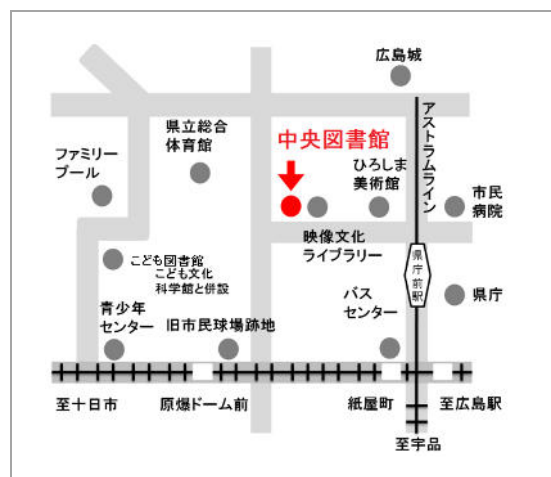 広島城
中央図書館
県立総合
体育館
ファミリー
プール
ひろしま
美術館
アストラムライン
市民
病院
映像文化
ライブラリー
こども図書館
こども文化
科学館と併設
県庁前駅
県庁
青少年
センター
旧市民球場跡地
バス
センター
至十日市
原爆ドーム前
紙屋町
至広島駅
至宇品